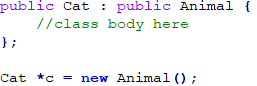 public Cat : public Animal {
    //class body here
};

Cat *c = new Animal();